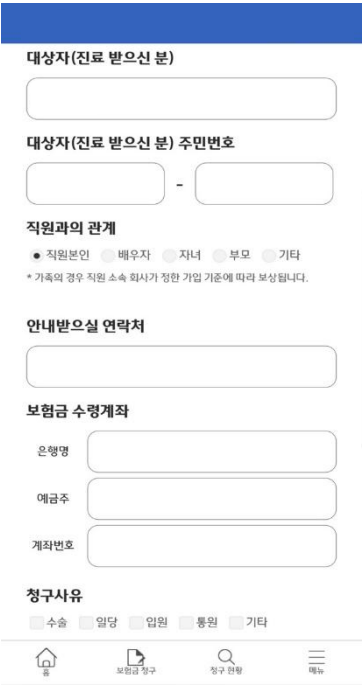 대상자(진료 받으신 분)
대상자(진료 받으신 분) 주민번호
-
직원과의 관계
직원본인 배우자 자녀 부모 기타
* 가족의 경우 직원 소속 회사가 정한 가입 기준에 따라 보상됩니다.
안내받으실 연락처
보험금 수령계좌
은행명
예금주
계좌번호
청구사유
수술 일당 입원 통원 기타
홈 보험금 청구 청구 현황 메뉴